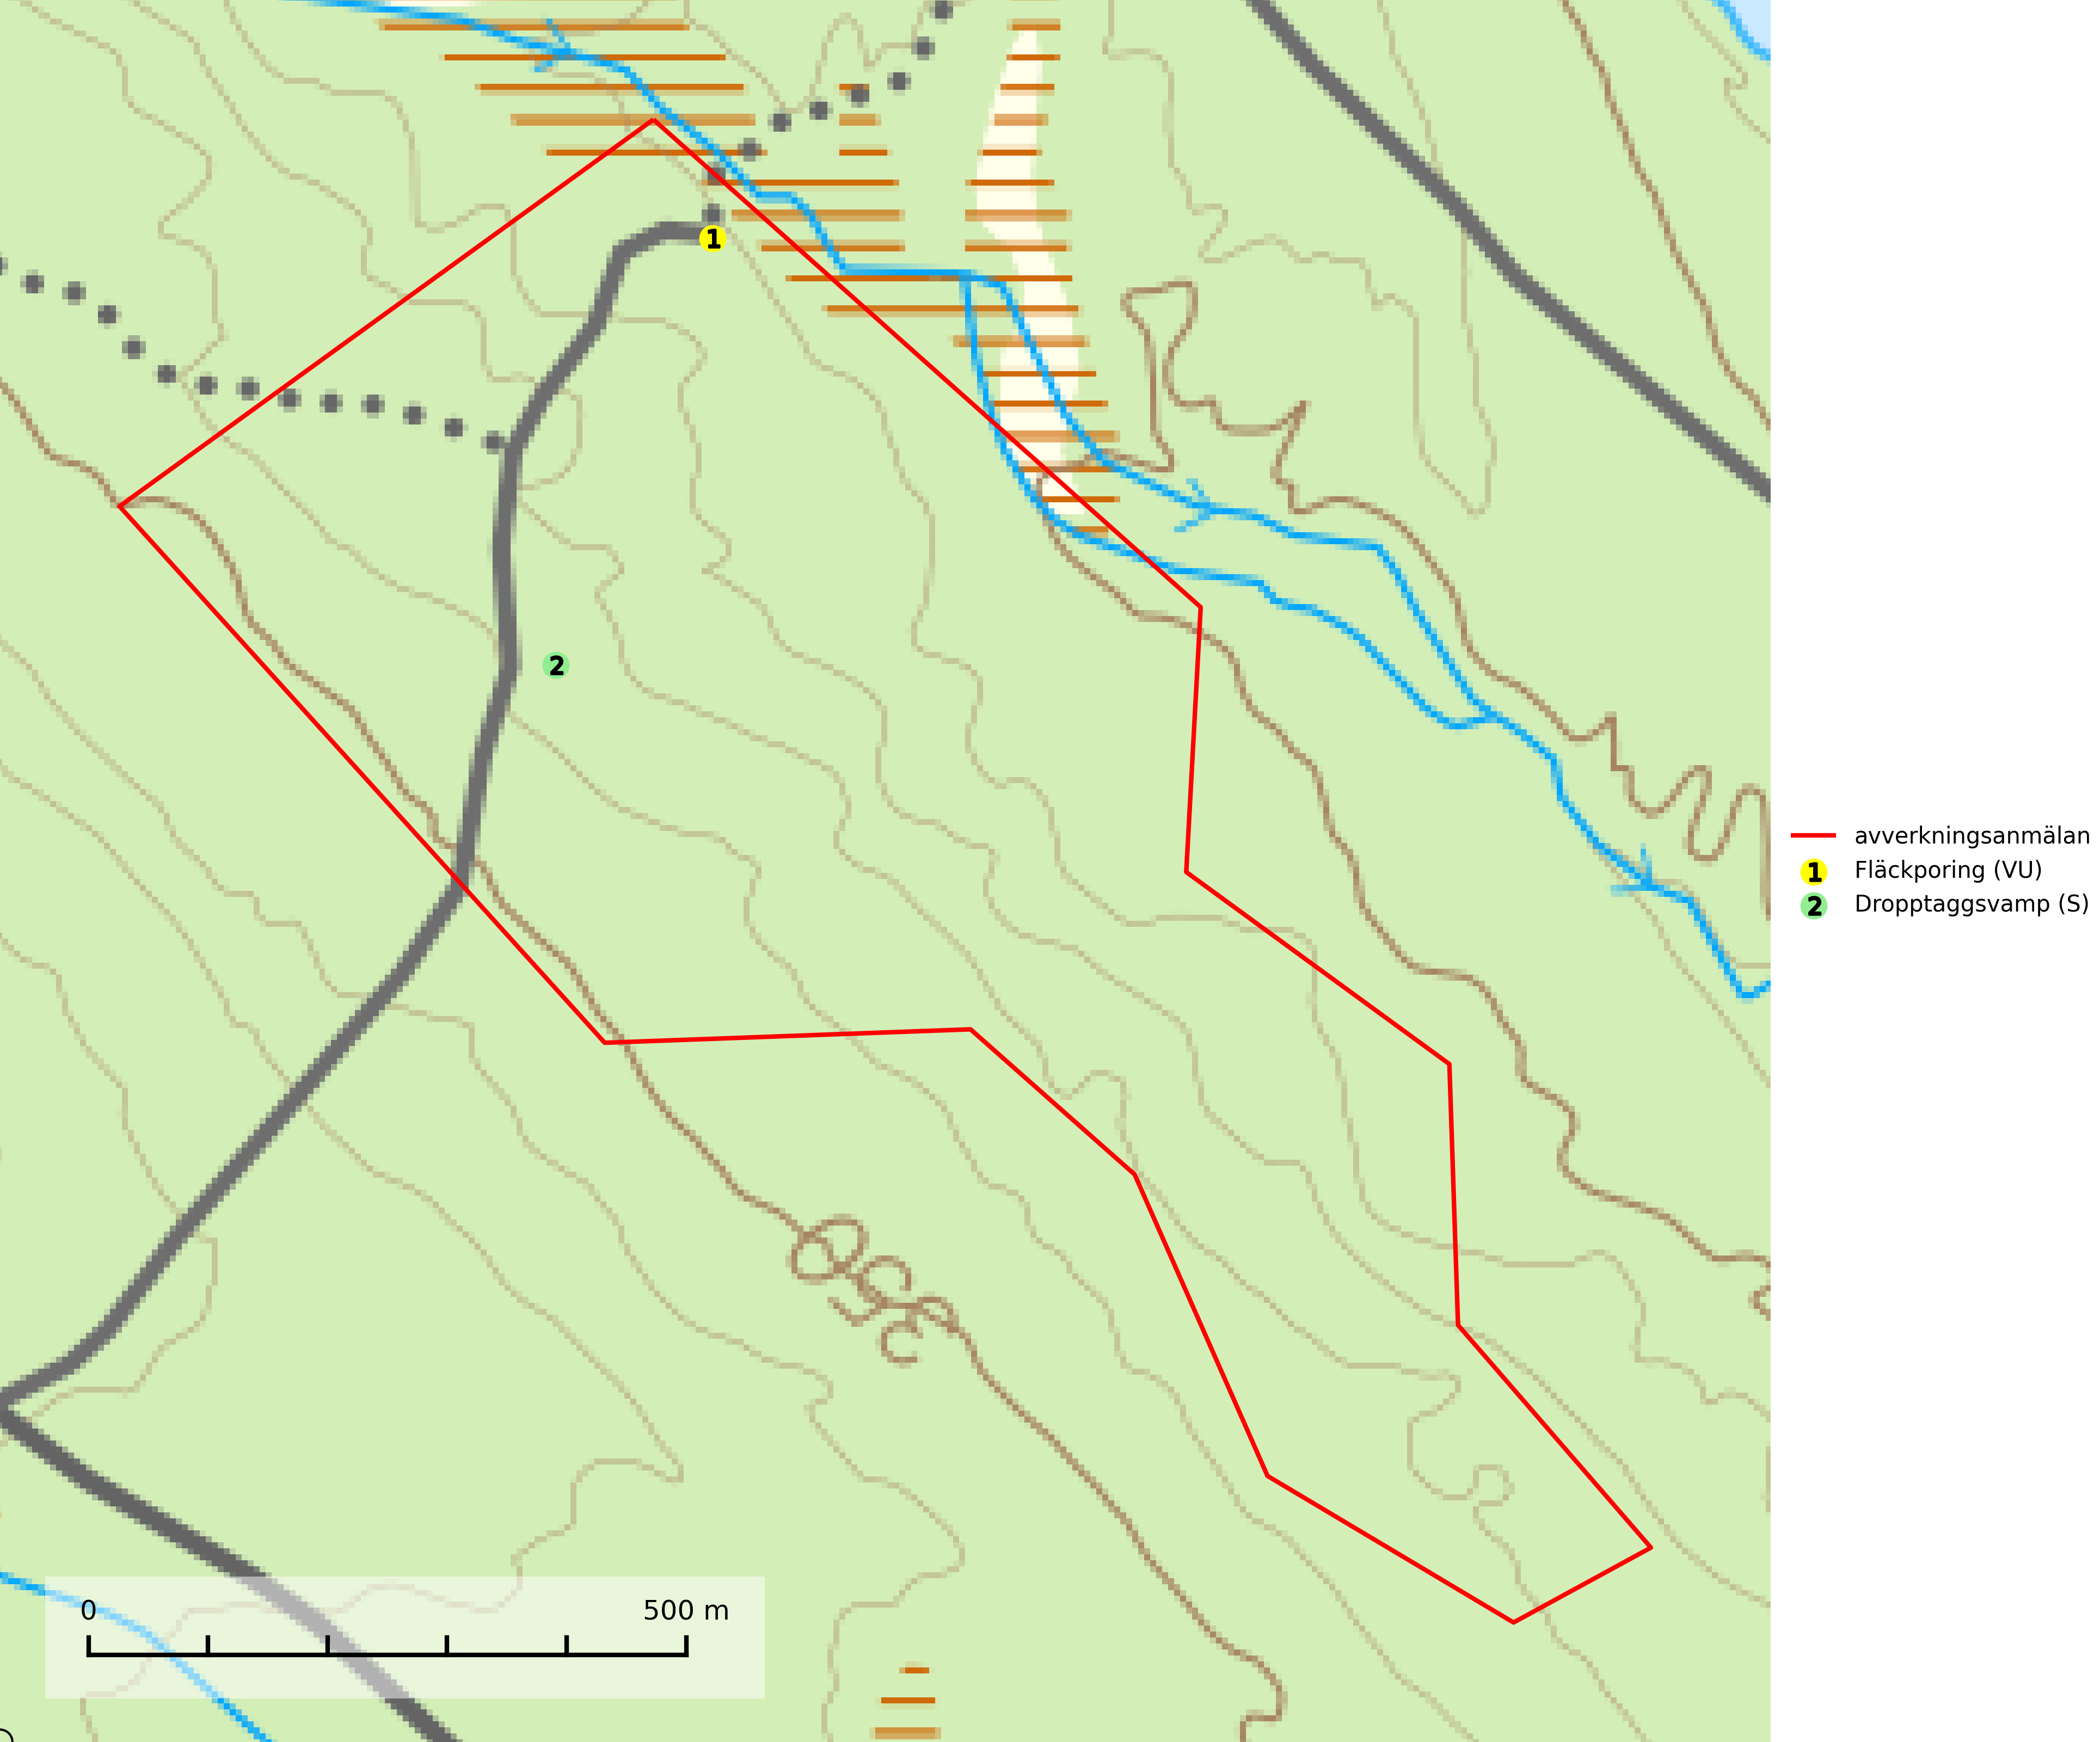 1
2
0 500 m
avverkningsanmälan
1 Fläckporing (VU)
2 Dropptaggsvamp (S)